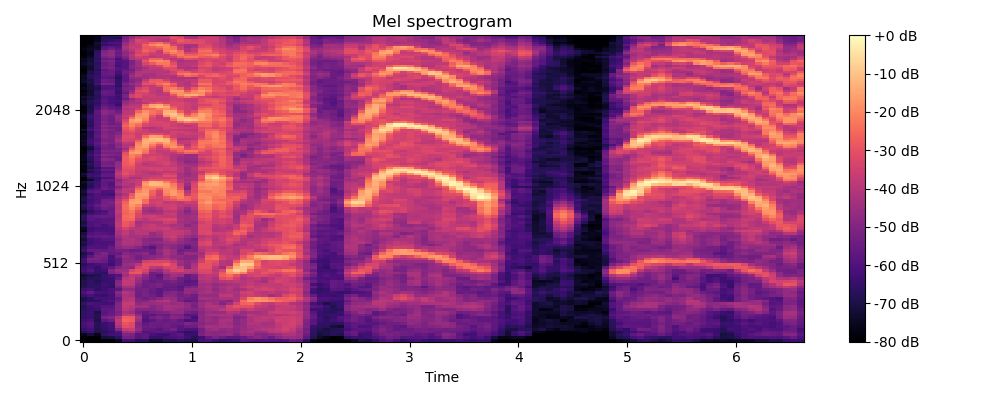 Mel spectrogram
+0 dB
-10 dB
2048
-20 dB
-30 dB
Hz
1024
-40 dB
-50 dB
512
-60 dB
-70 dB
0
-80 dB
0 1 2 3 4 5 6
Time